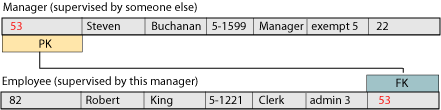 Manager (supervised by someone else)
53 Steven Buchanan 5-1599 Manager exempt 5 22
PK
Employee (supervised by this manager) FK
82 Robert King 5-1221 Clerk admin 3 53